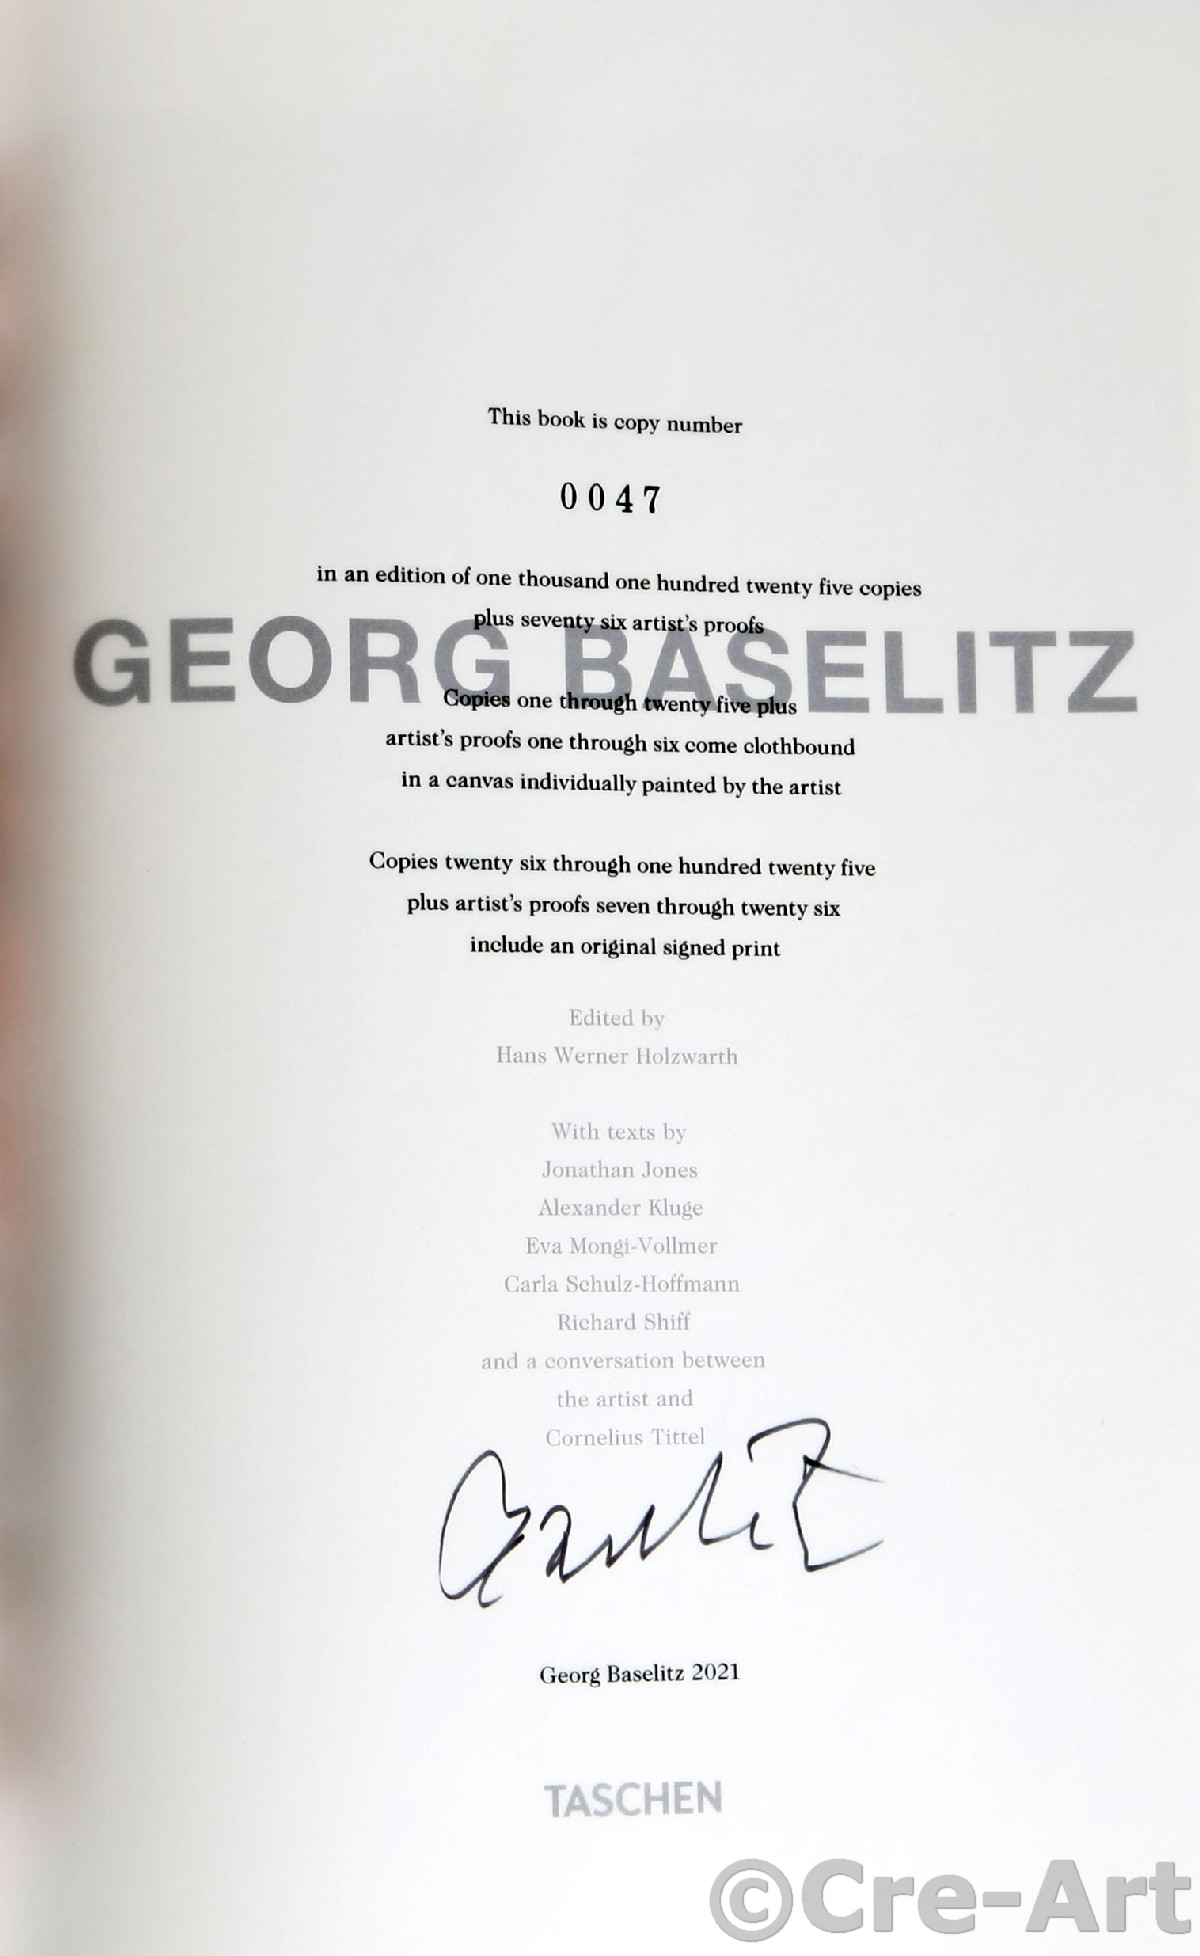 This book is copy number
0047
in an edition of one thousand one hundred twenty five copies
plus seventy six artist's proofs
GEORG BASELITZ
Copies one through twenty five plus
artist's proofs one through six come clothbound
in a canvas individually painted by the artist
Copies twenty six through one hundred twenty five
plus artist's proofs seven through twenty six
include an original signed print
Edited by
Hans Werner Holzwarth
With texts by
Jonathan Jones
Alexander Kluge
Eva Mongi-Vollmer
Carla Schulz-Hoffmann
Richard Shiff
and a conversation between
the artist and
Cornelius Tittel
Baselitz
Georg Baselitz 2021
TASCHEN
©Cre-Art